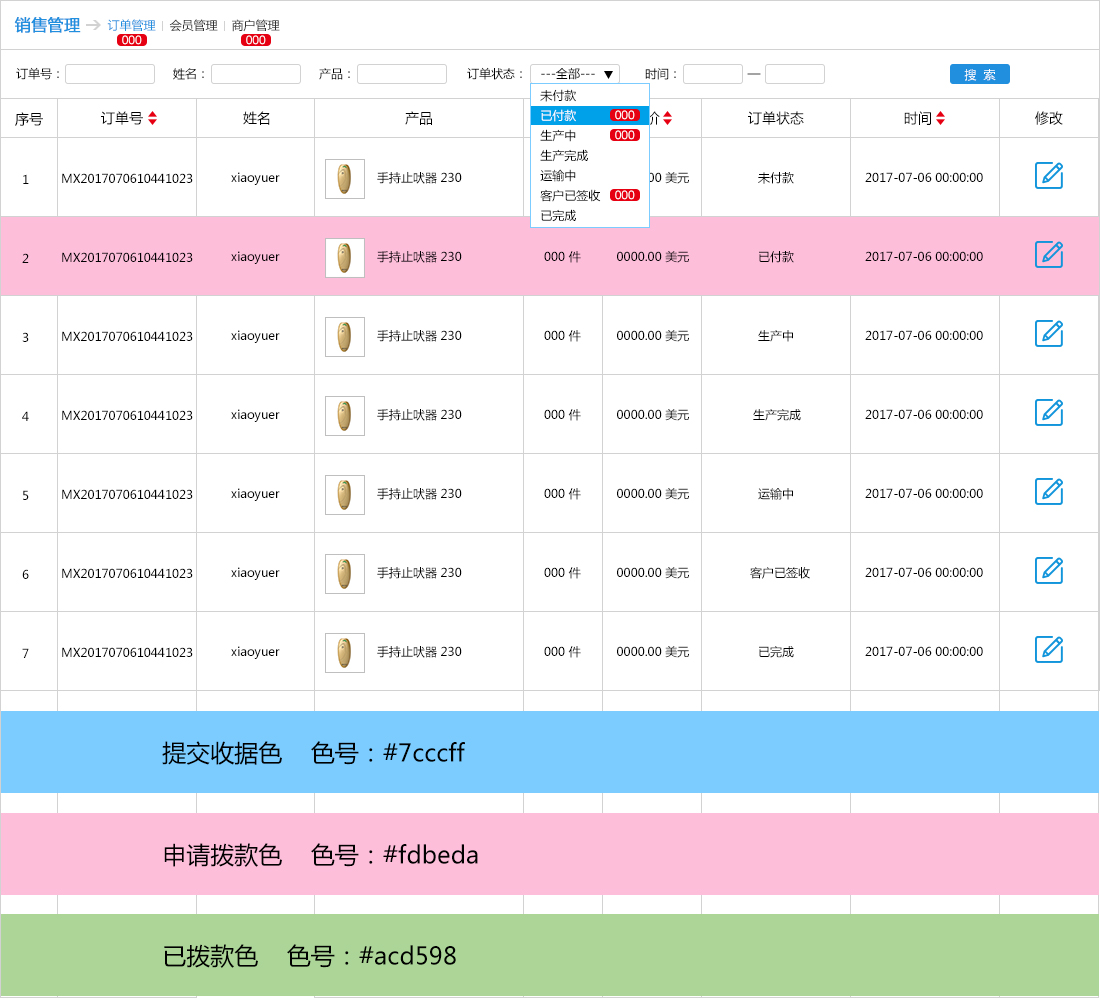 销售管理 订单管理 会员管理 商户管理
000 000
订单号： 姓名： 产品： 订单状态： ---全部--- 时间： — 搜 索
未付款
已付款 000
生产中 000
生产完成
运输中
客户已签收 000
已完成
序号 订单号 姓名 产品 价 订单状态 时间 修改
1 MX2017070610441023 xiaoyuer 手持止吠器 230 00 美元 未付款 2017-07-06 00:00:00
2 MX2017070610441023 xiaoyuer 手持止吠器 230 000 件 0000.00 美元 已付款 2017-07-06 00:00:00
3 MX2017070610441023 xiaoyuer 手持止吠器 230 000 件 0000.00 美元 生产中 2017-07-06 00:00:00
4 MX2017070610441023 xiaoyuer 手持止吠器 230 000 件 0000.00 美元 生产完成 2017-07-06 00:00:00
5 MX2017070610441023 xiaoyuer 手持止吠器 230 000 件 0000.00 美元 运输中 2017-07-06 00:00:00
6 MX2017070610441023 xiaoyuer 手持止吠器 230 000 件 0000.00 美元 客户已签收 2017-07-06 00:00:00
7 MX2017070610441023 xiaoyuer 手持止吠器 230 000 件 0000.00 美元 已完成 2017-07-06 00:00:00
提交收据色 色号：#7cccff
申请拨款色 色号：#fdbeda
已拨款色 色号：#acd598